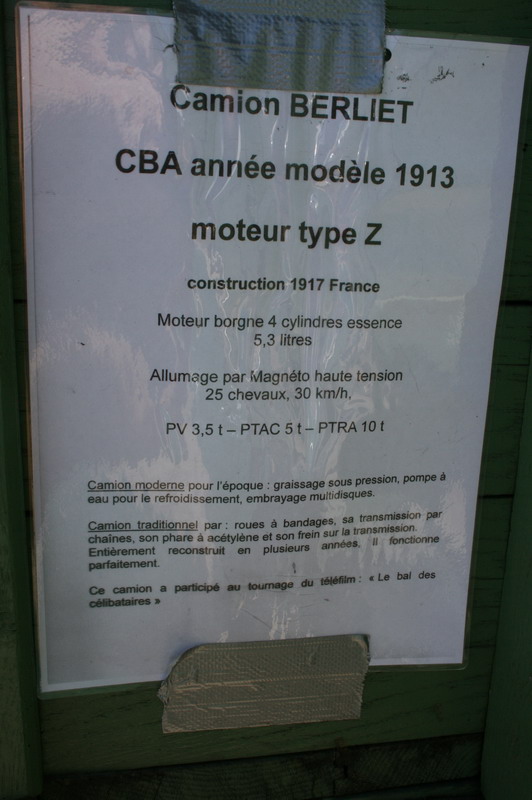 Camion BERLIET
CBA année modèle 1913
moteur type Z
construction 1917 France
Moteur borgne 4 cylindres essence
5,3 litres
Allumage par Magnéto haute tension
25 chevaux, 30 km/h,
PV 3,5 t – PTAC 5 t – PTRA 10 t
Camion moderne pour l'époque : graissage sous pression, pompe à
eau pour le refroidissement, embrayage multidisques.
Camion traditionnel par : roues à bandages, sa transmission par
chaînes, son phare à acétylène et son frein sur la transmission.
Entièrement reconstruit en plusieurs années, il fonctionne
parfaitement.
Ce camion a participé au tournage du téléfilm : « Le bal des
célibataires »